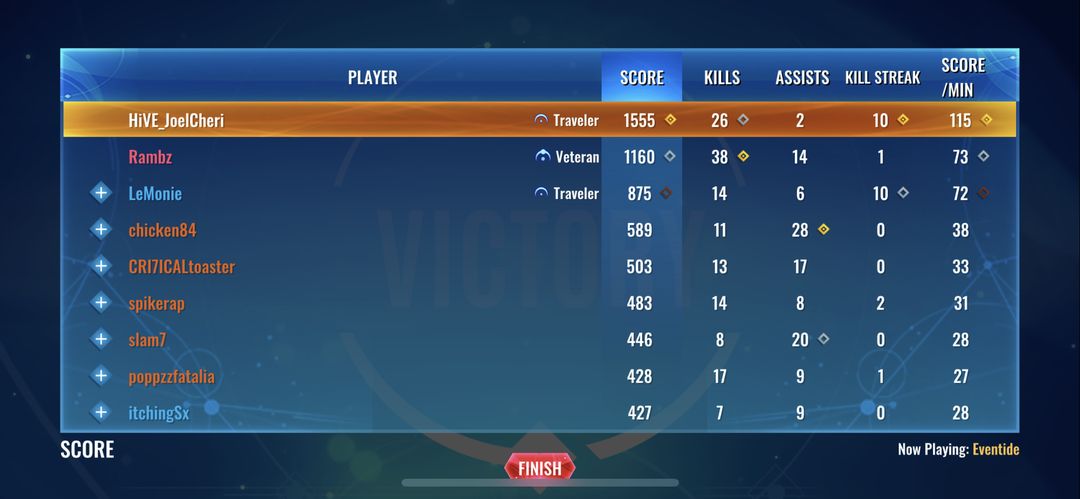 PLAYER SCORE KILLS ASSISTS KILL STREAK SCORE /MIN
HiVE_JoelCheri Traveler 1555 26 2 10 115
Rambz Veteran 1160 38 14 1 73
LeMonie Traveler 875 14 6 10 72
chicken84 589 11 28 0 38
CRI7ICALtoaster 503 13 17 0 33
spikerap 483 14 8 2 31
slam7 446 8 20 0 28
poppzzfatalia 428 17 9 1 27
itchingSx 427 7 9 0 28
VICTORY
SCORE
Now Playing: Eventide
FINISH